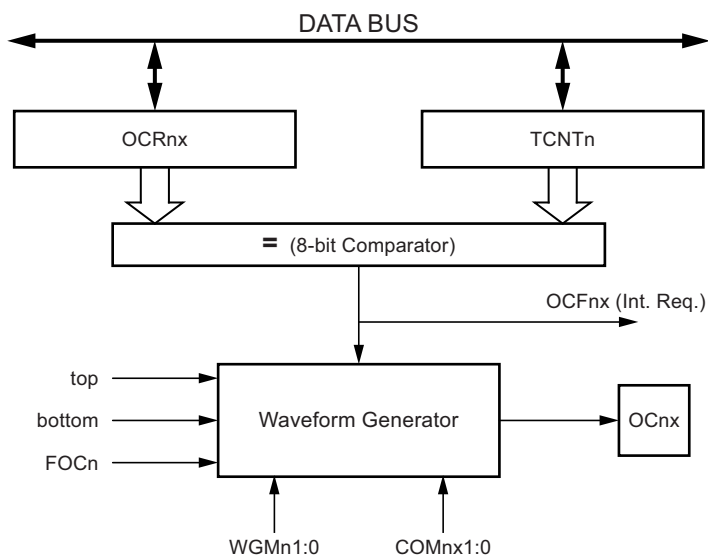 DATA BUS
OCRnx
TCNTn
= (8-bit Comparator)
OCFnx (Int. Req.)
top
bottom
FOCn
Waveform Generator
OCnx
WGMn1:0
COMnx1:0